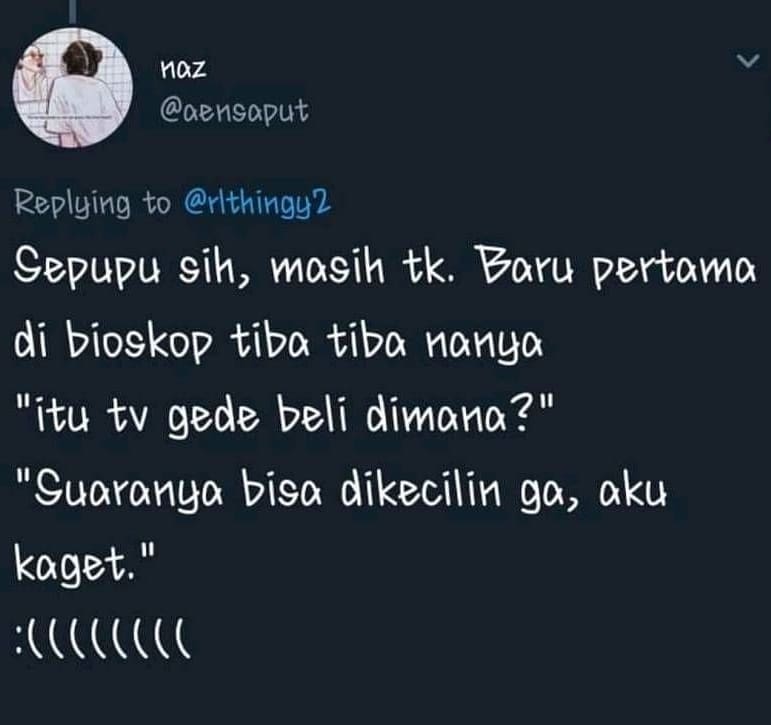 naz
@aensaput
Replying to @rlthingy2
Sepupu sih, masih tk. Baru pertama
di bioskop tiba tiba nanya
"itu tv gede beli dimana?"
"Suaranya bisa dikecilin ga, aku
kaget."
:(((((((((